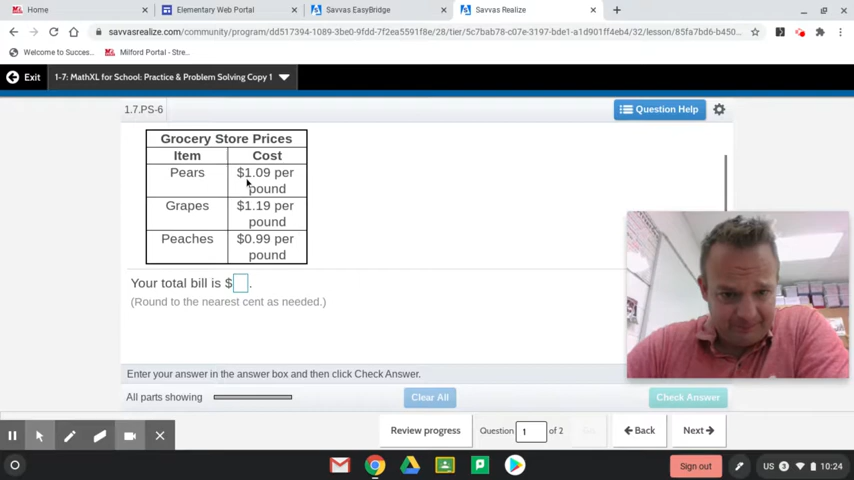 Home
Elementary Web Portal
Savvas EasyBridge
Savvas Realize
savvasrealize.com/community/program/dd517394-1089-3be0-9fdd-7f2ea5591f8e/28/tier/5c7bab78-c07e-3197-bde1-a1d901ff4eb4/32/lesson/85fa7bd6-b450...
Welcome to Succes...
Milford Portal - Stre...
Exit
1-7: MathXL for School: Practice & Problem Solving Copy 1
1.7.PS-6
Question Help
Grocery Store Prices
Item Cost
Pears $1.09 per
pound
Grapes $1.19 per
pound
Peaches $0.99 per
pound
Your total bill is $ .
(Round to the nearest cent as needed.)
Enter your answer in the answer box and then click Check Answer.
All parts showing
Clear All
Check Answer
Review progress
Question 1 of 2
Back
Next
Sign out
US 3 10:24